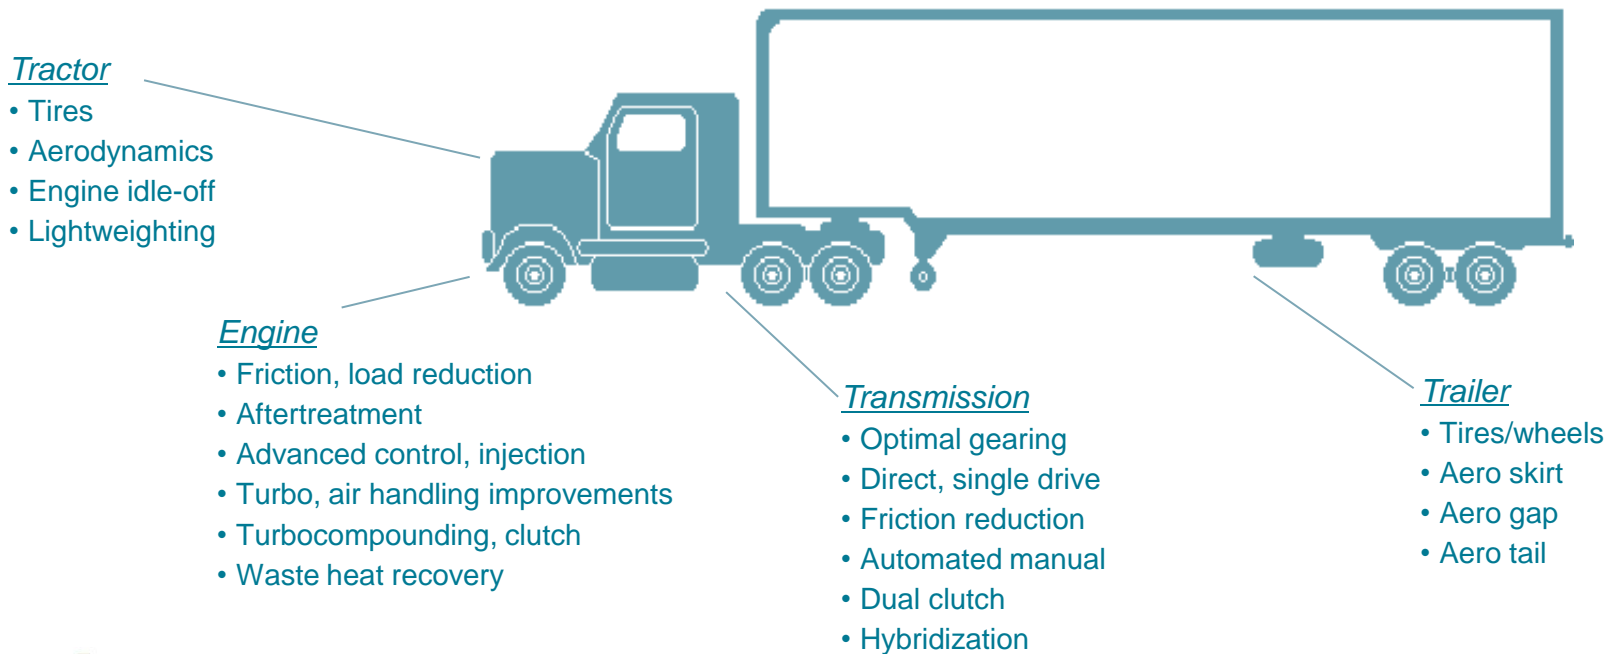 Tractor
• Tires
• Aerodynamics
• Engine idle-off
• Lightweighting
Engine
• Friction, load reduction
• Aftertreatment
• Advanced control, injection
• Turbo, air handling improvements
• Turbocompounding, clutch
• Waste heat recovery
Transmission
• Optimal gearing
• Direct, single drive
• Friction reduction
• Automated manual
• Dual clutch
• Hybridization
Trailer
• Tires/wheels
• Aero skirt
• Aero gap
• Aero tail